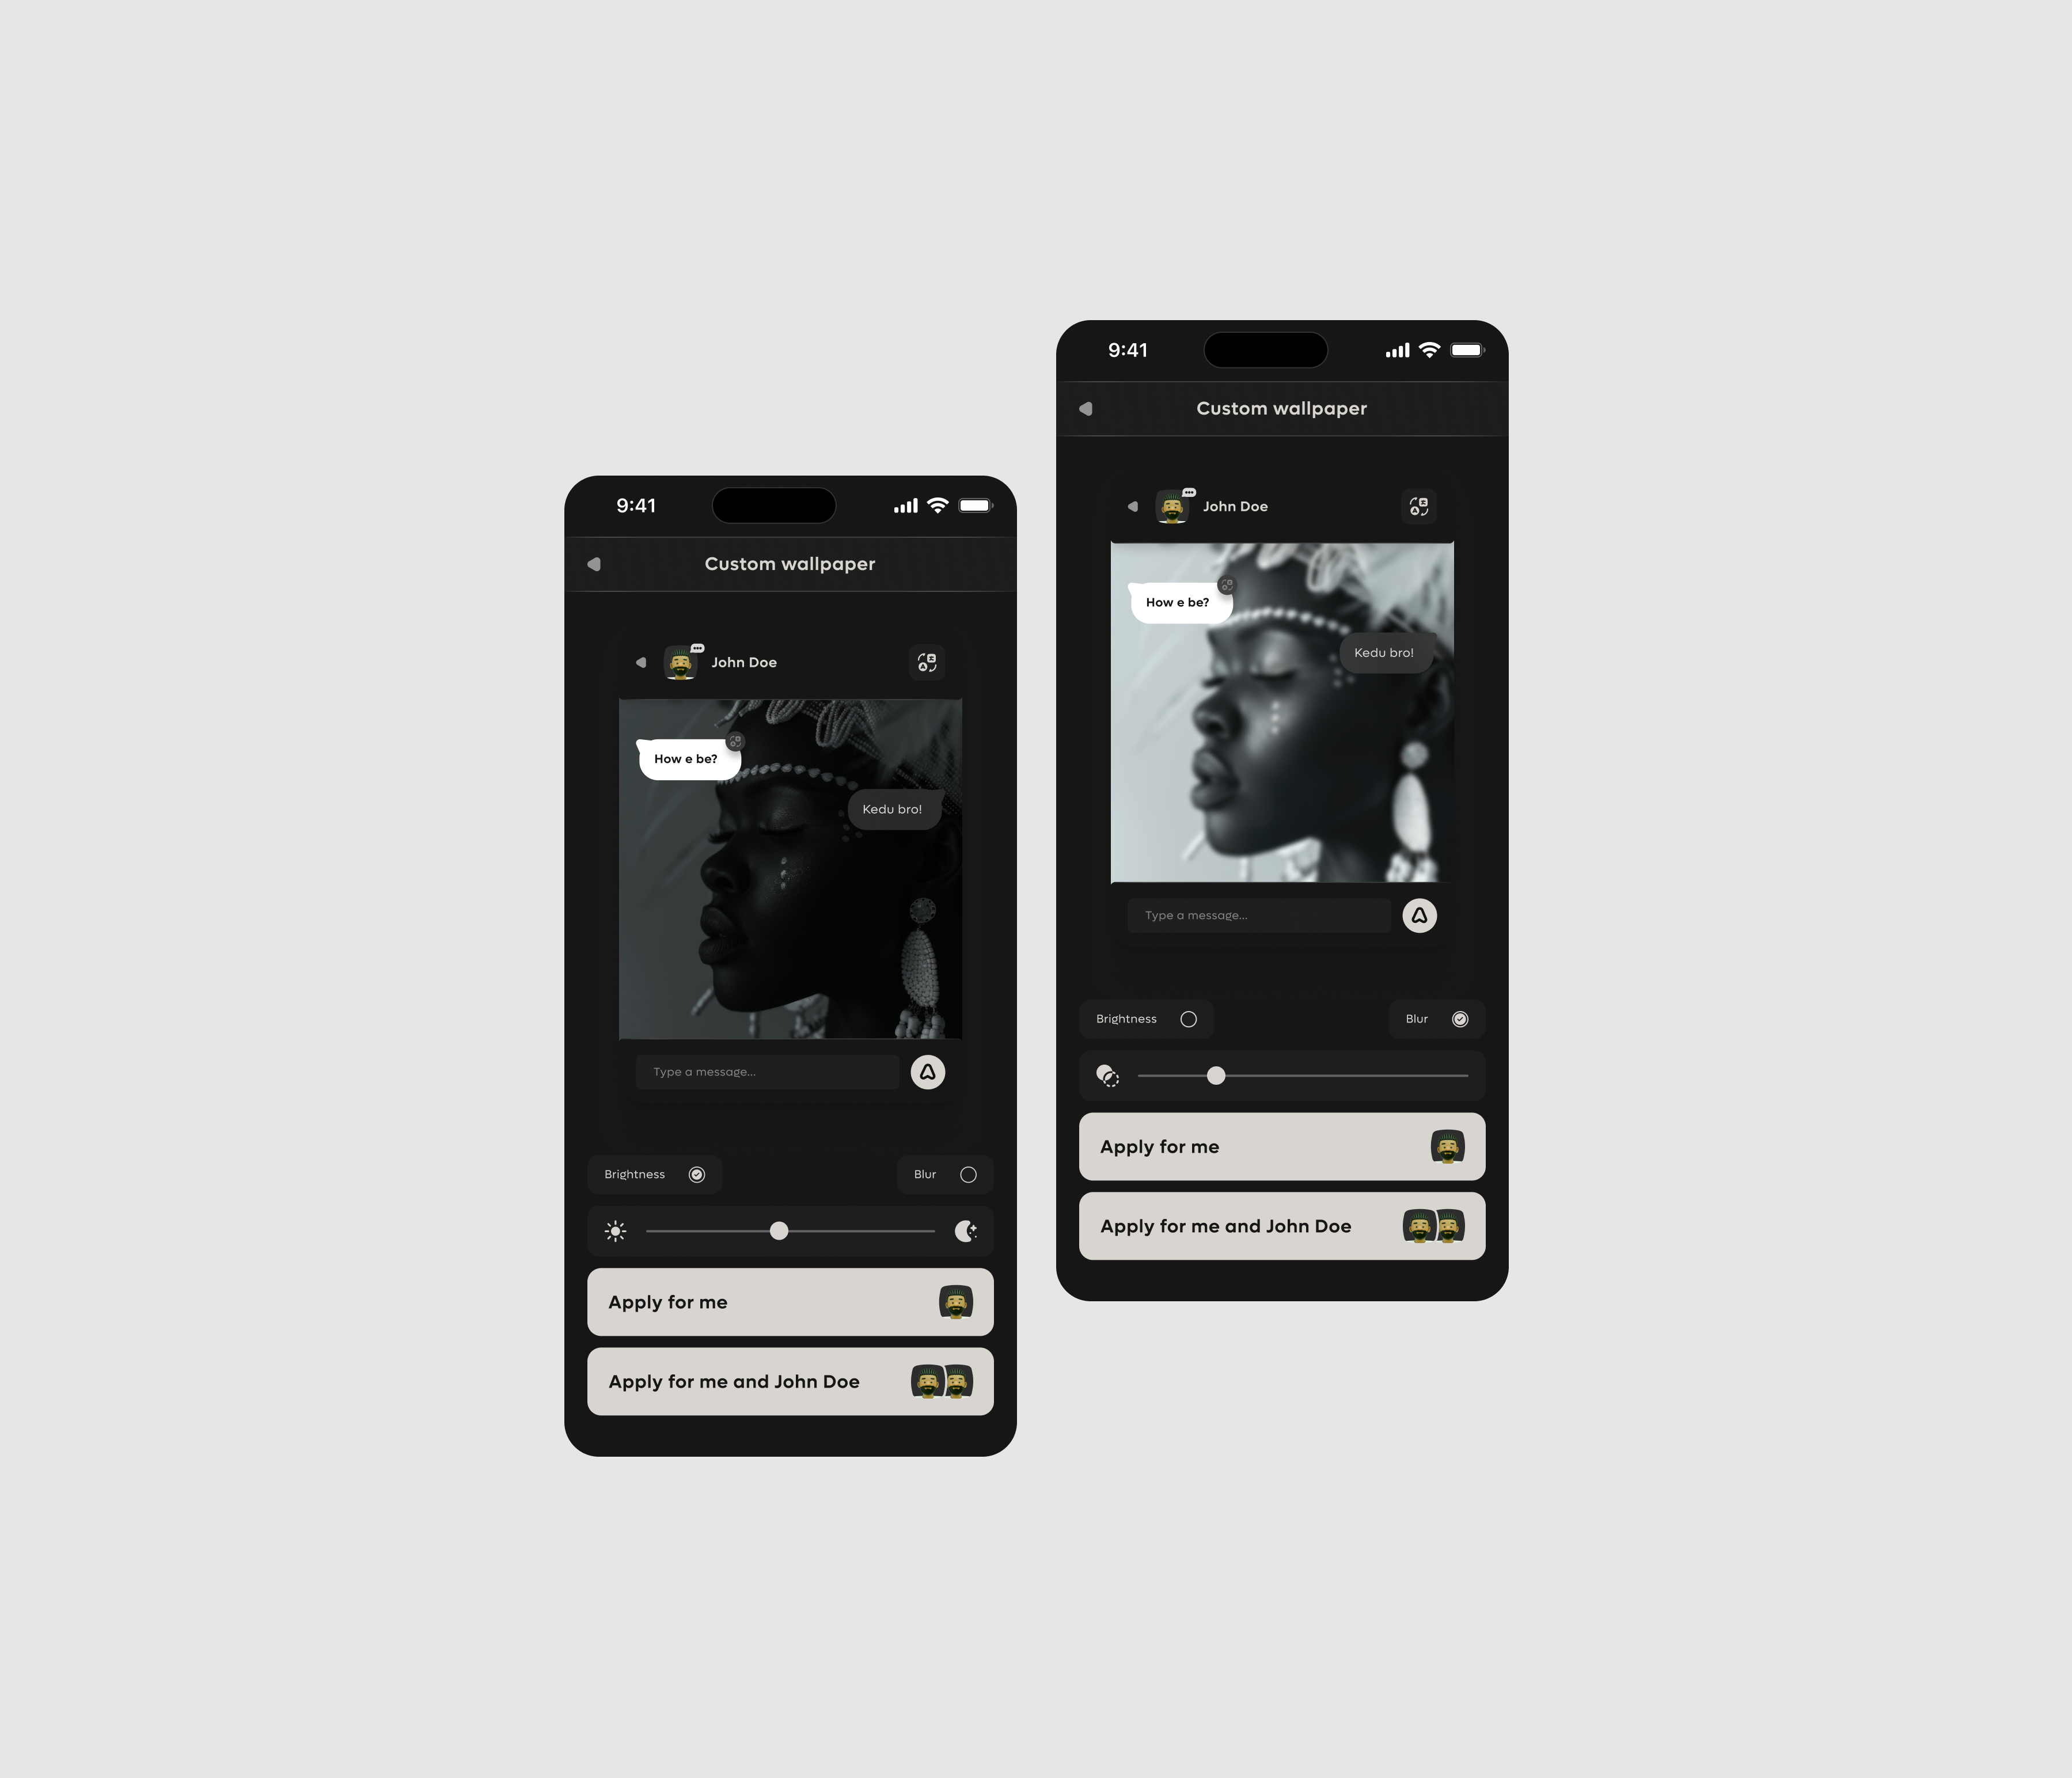 9:41
Custom wallpaper
John Doe
How e be?
Kedu bro!
Type a message...
Brightness
Blur
Apply for me
Apply for me and John Doe
9:41
Custom wallpaper
John Doe
How e be?
Kedu bro!
Type a message...
Brightness
Blur
Apply for me
Apply for me and John Doe